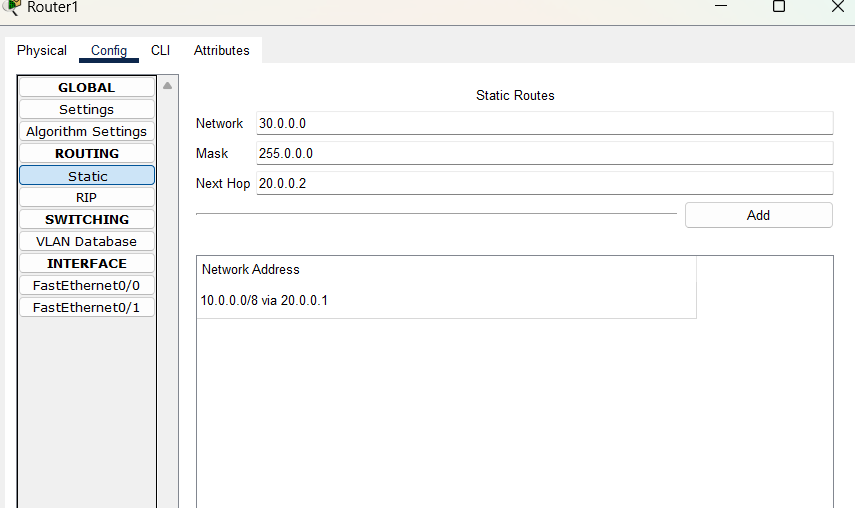 Router1
Physical Config CLI Attributes
GLOBAL
Settings
Algorithm Settings
ROUTING
Static
RIP
SWITCHING
VLAN Database
INTERFACE
FastEthernet0/0
FastEthernet0/1
Static Routes
Network 30.0.0.0
Mask 255.0.0.0
Next Hop 20.0.0.2
Add
Network Address
10.0.0.0/8 via 20.0.0.1